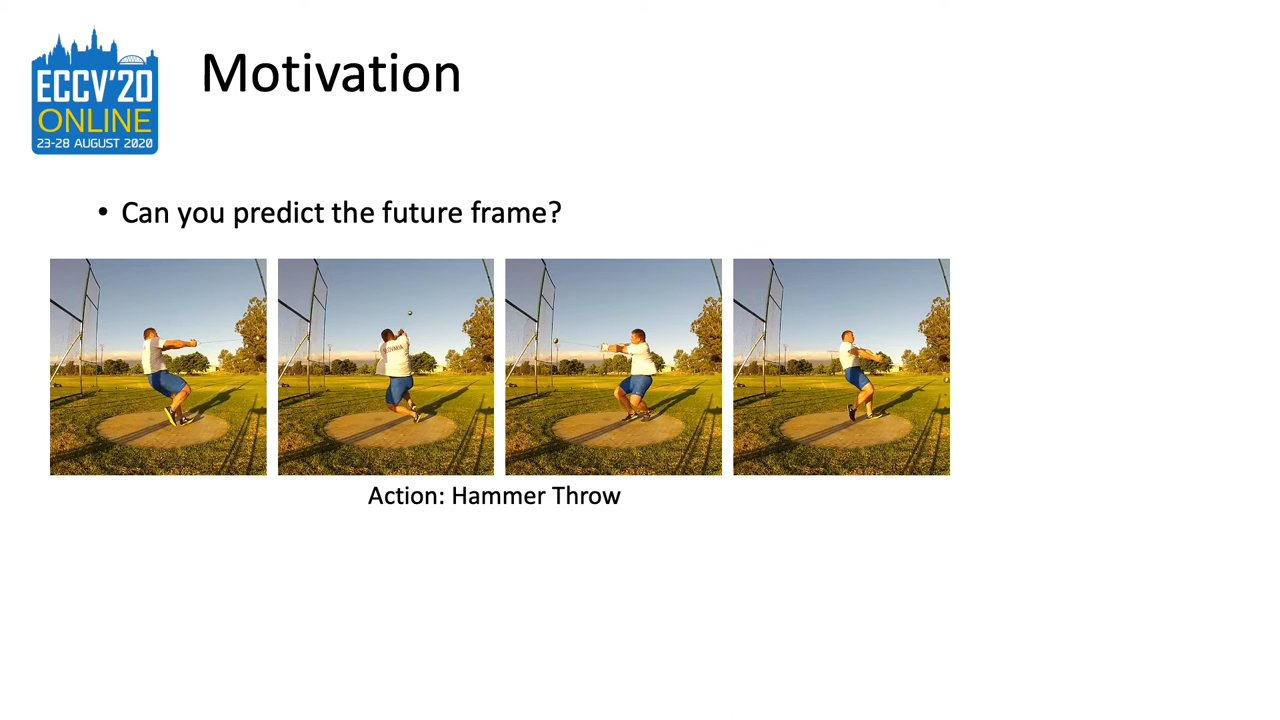 ECCV'20
ONLINE
23-28 AUGUST 2020
Motivation
• Can you predict the future frame?
Action: Hammer Throw